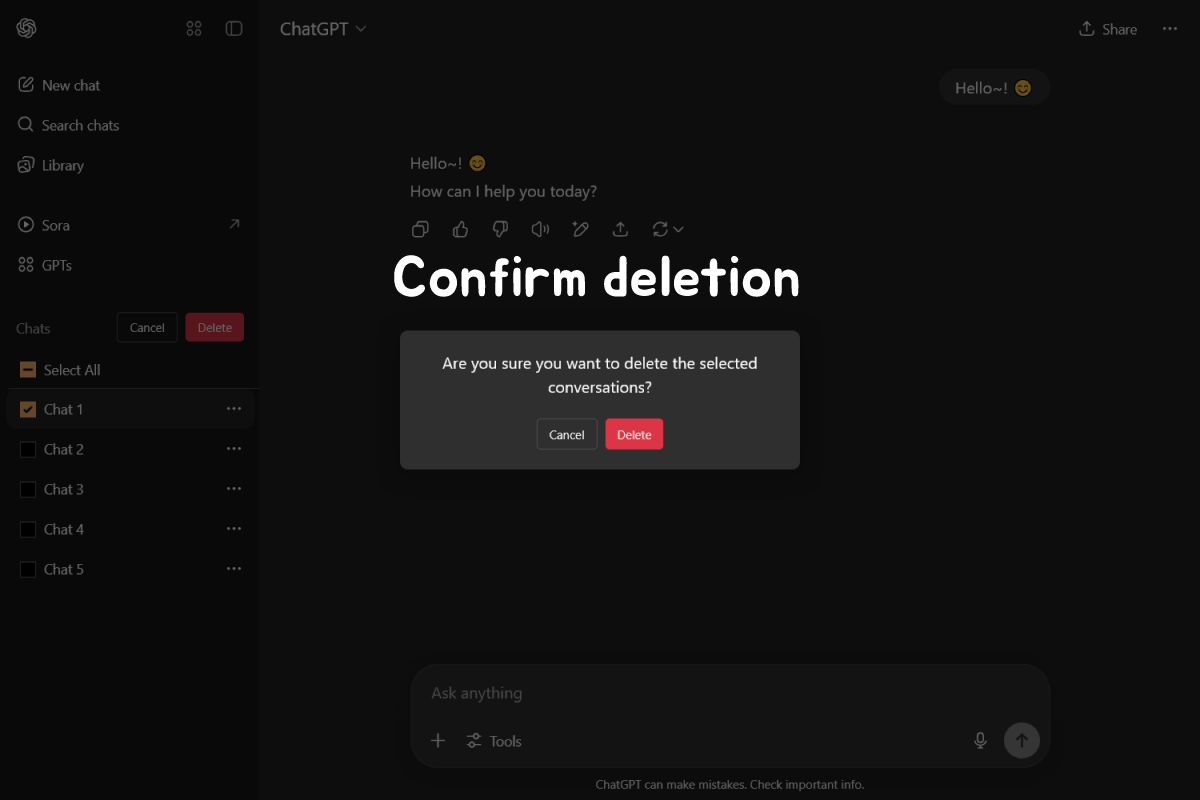 ChatGPT
Share
New chat
Search chats
Library
Sora
GPTs
Chats
Cancel
Delete
Select All
Chat 1
Chat 2
Chat 3
Chat 4
Chat 5
Hello~! 😊
Hello~! 😊
How can I help you today?
Confirm deletion
Are you sure you want to delete the selected
conversations?
Cancel
Delete
Ask anything
Tools
ChatGPT can make mistakes. Check important info.